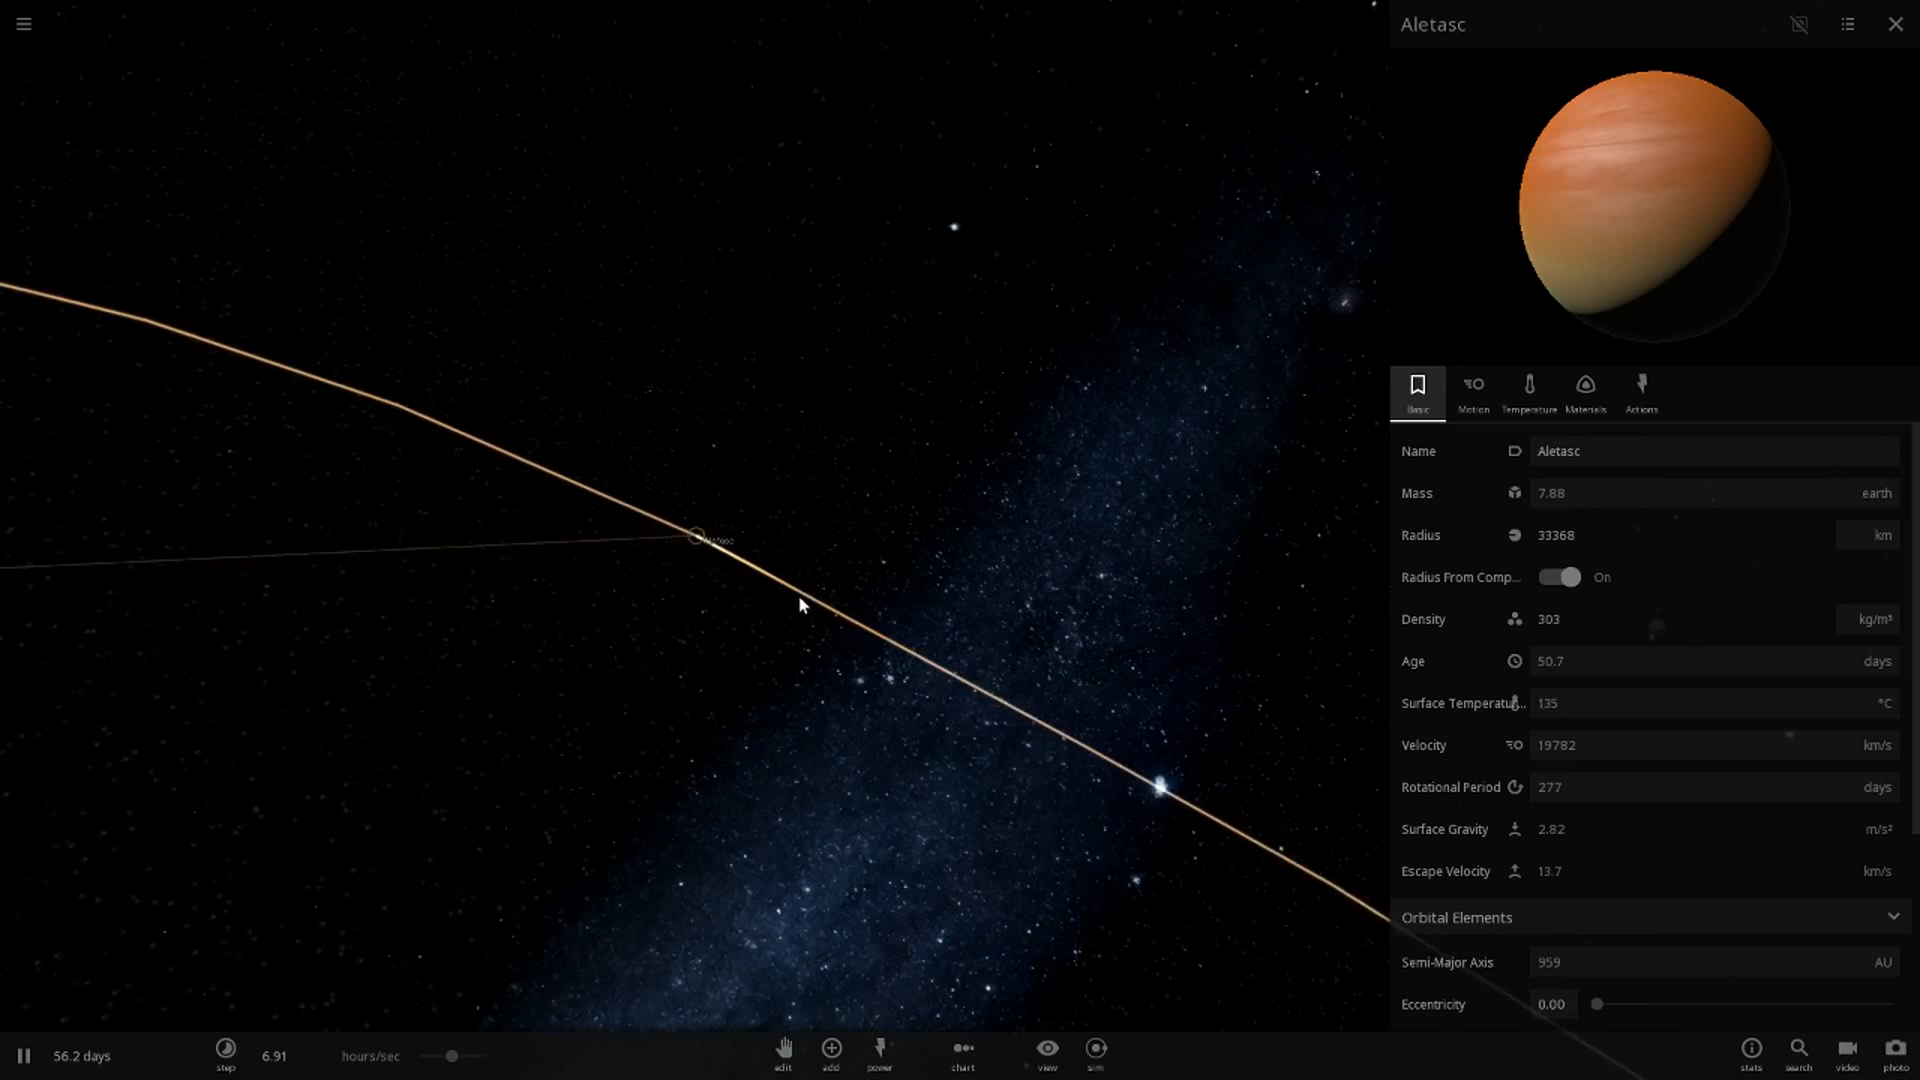 Aletasc
Basic
Motion
Temperature
Materials
Actions
Name Aletasc
Mass 7.88 earth
Radius 33368 km
Radius From Comp... On
Density 303 kg/m³
Age 50.7 days
Surface Temperatu... 135 °C
Velocity 19782 km/s
Rotational Period 277 days
Surface Gravity 2.82 m/s²
Escape Velocity 13.7 km/s
Orbital Elements
Semi-Major Axis 959 AU
Eccentricity 0.00
56.2 days
step
6.91 hours/sec
edit
add
power
chart
view
sim
stats
search
video
photo